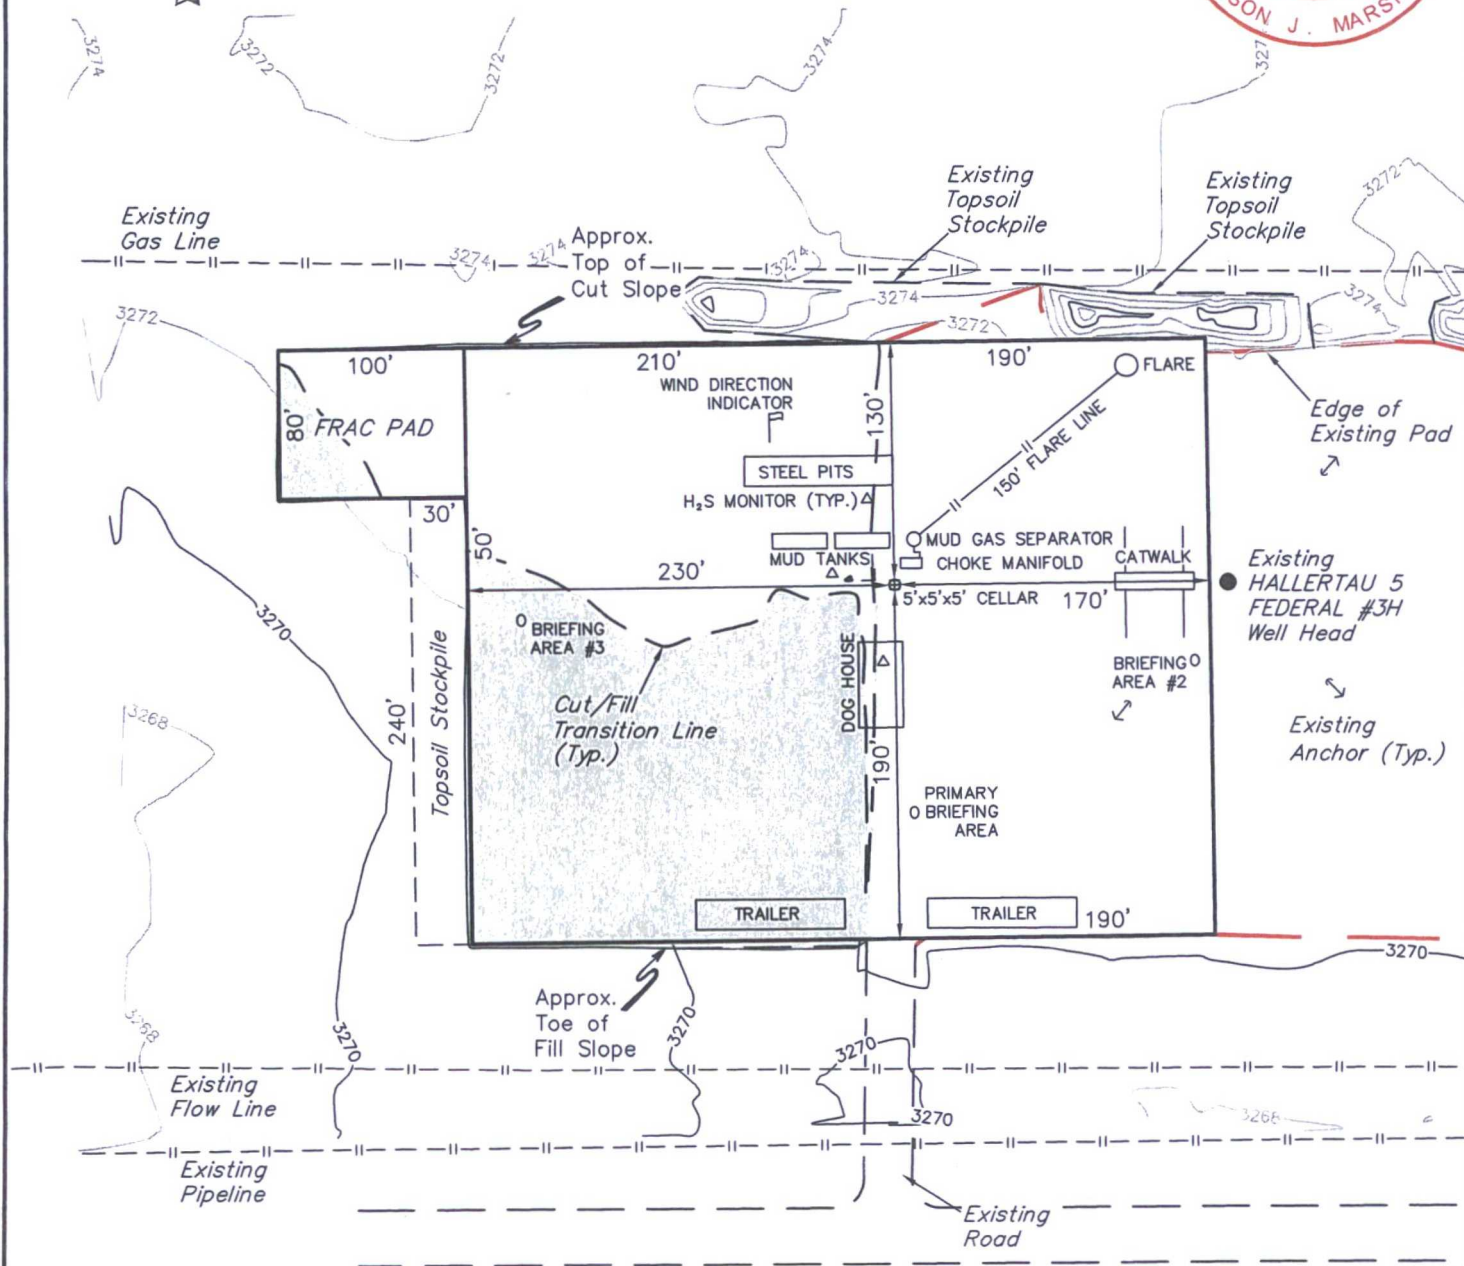 SON J. MARS
3274
3272
3272
3274
327
Existing
Topsoil
Stockpile
Existing
Topsoil
Stockpile
3272
Existing
Gas Line
Approx.
Top of
Cut Slope
3274
3274
3274
3274
3272
3274
3272
100'
210'
190'
FLARE
WIND DIRECTION
INDICATOR
130'
80'
FRAC PAD
150' FLARE LINE
Edge of
Existing Pad
STEEL PITS
H₂S MONITOR (TYP.)
30'
50'
MUD GAS SEPARATOR
MUD TANKS
CHOKE MANIFOLD
CATWALK
230'
5'x5'x5' CELLAR
170'
Existing
HALLERTAU 5
FEDERAL #3H
Well Head
3270
BRIEFING
AREA #3
DOG HOUSE
BRIEFING
AREA #2
Cut/Fill
Transition Line
(Typ.)
240'
Topsoil Stockpile
3268
190'
Existing
Anchor (Typ.)
PRIMARY
BRIEFING
AREA
TRAILER
TRAILER
190'
3270
Approx.
Toe of
Fill Slope
3268
3270
3270
3270
Existing
Flow Line
3270
3268
Existing
Pipeline
Existing
Road